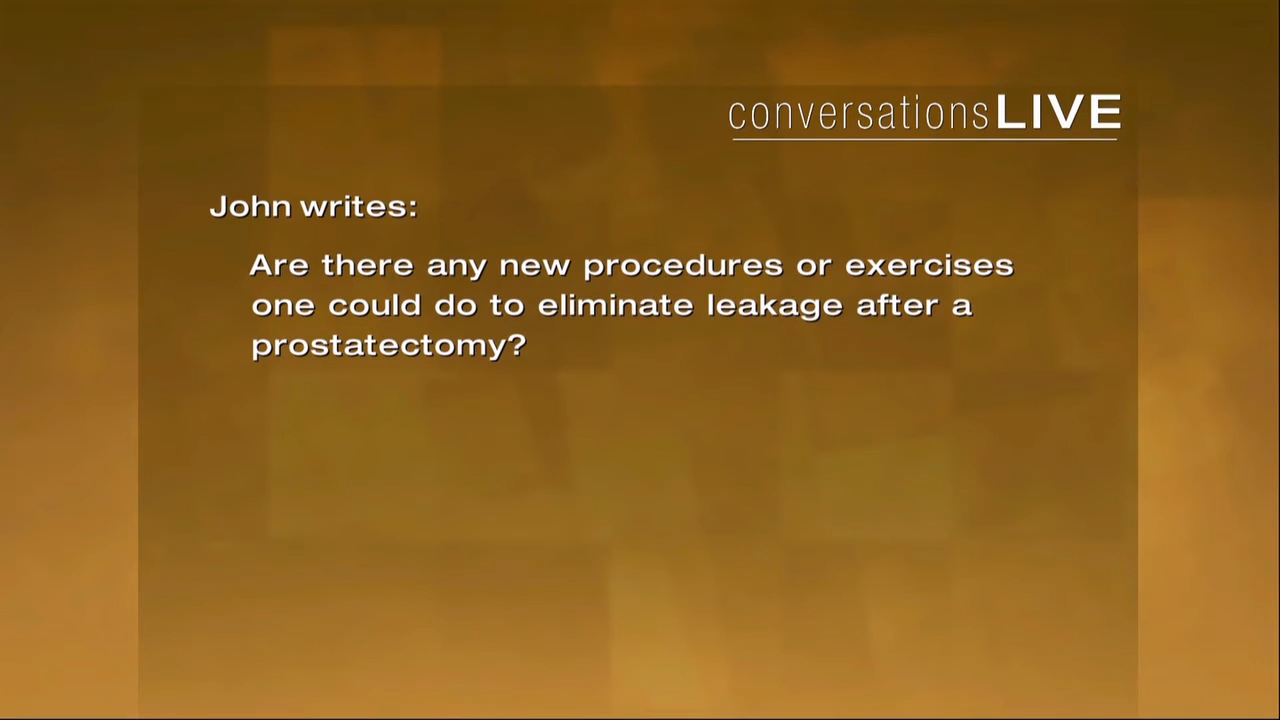 conversationsLIVE
John writes:
Are there any new procedures or exercises
one could do to eliminate leakage after a
prostatectomy?